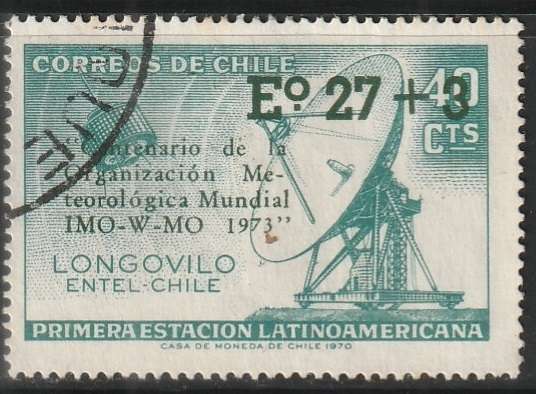 CORREOS DE CHILE
40
CTS
Eº 27 + 3
"Centenario de la
Organización Me-
teorológica Mundial
IMO-W-MO 1973"
LONGOVILO
ENTEL-CHILE
PRIMERA ESTACION LATINOAMERICANA
CASA DE MONEDA DE CHILE 1970